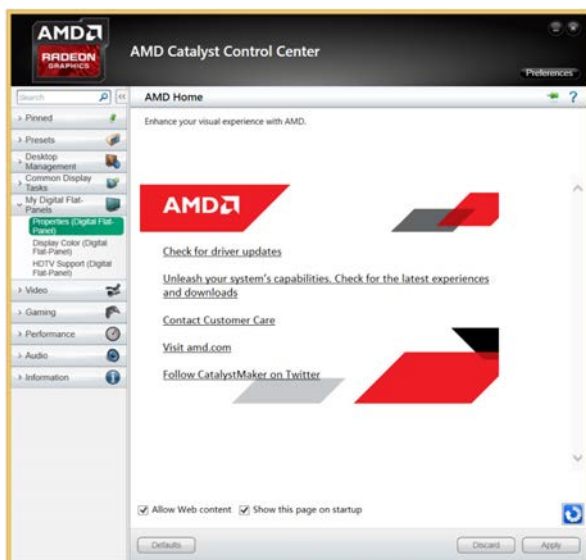 AMD
RADEON
GRAPHICS
AMD Catalyst Control Center
Preferences
Search
AMD Home
?
Pinned
Presets
Desktop
Management
Common Display
Tasks
My Digital Flat-
Panels
Properties (Digital Flat-
Panel)
Display Color (Digital
Flat-Panel)
HDTV Support (Digital
Flat-Panel)
Video
Gaming
Performance
Audio
Information
Enhance your visual experience with AMD.
AMD
Check for driver updates
Unleash your system's capabilities. Check for the latest experiences
and downloads
Contact Customer Care
Visit amd.com
Follow CatalystMaker on Twitter
Allow Web content Show this page on startup
Defaults Discard Apply